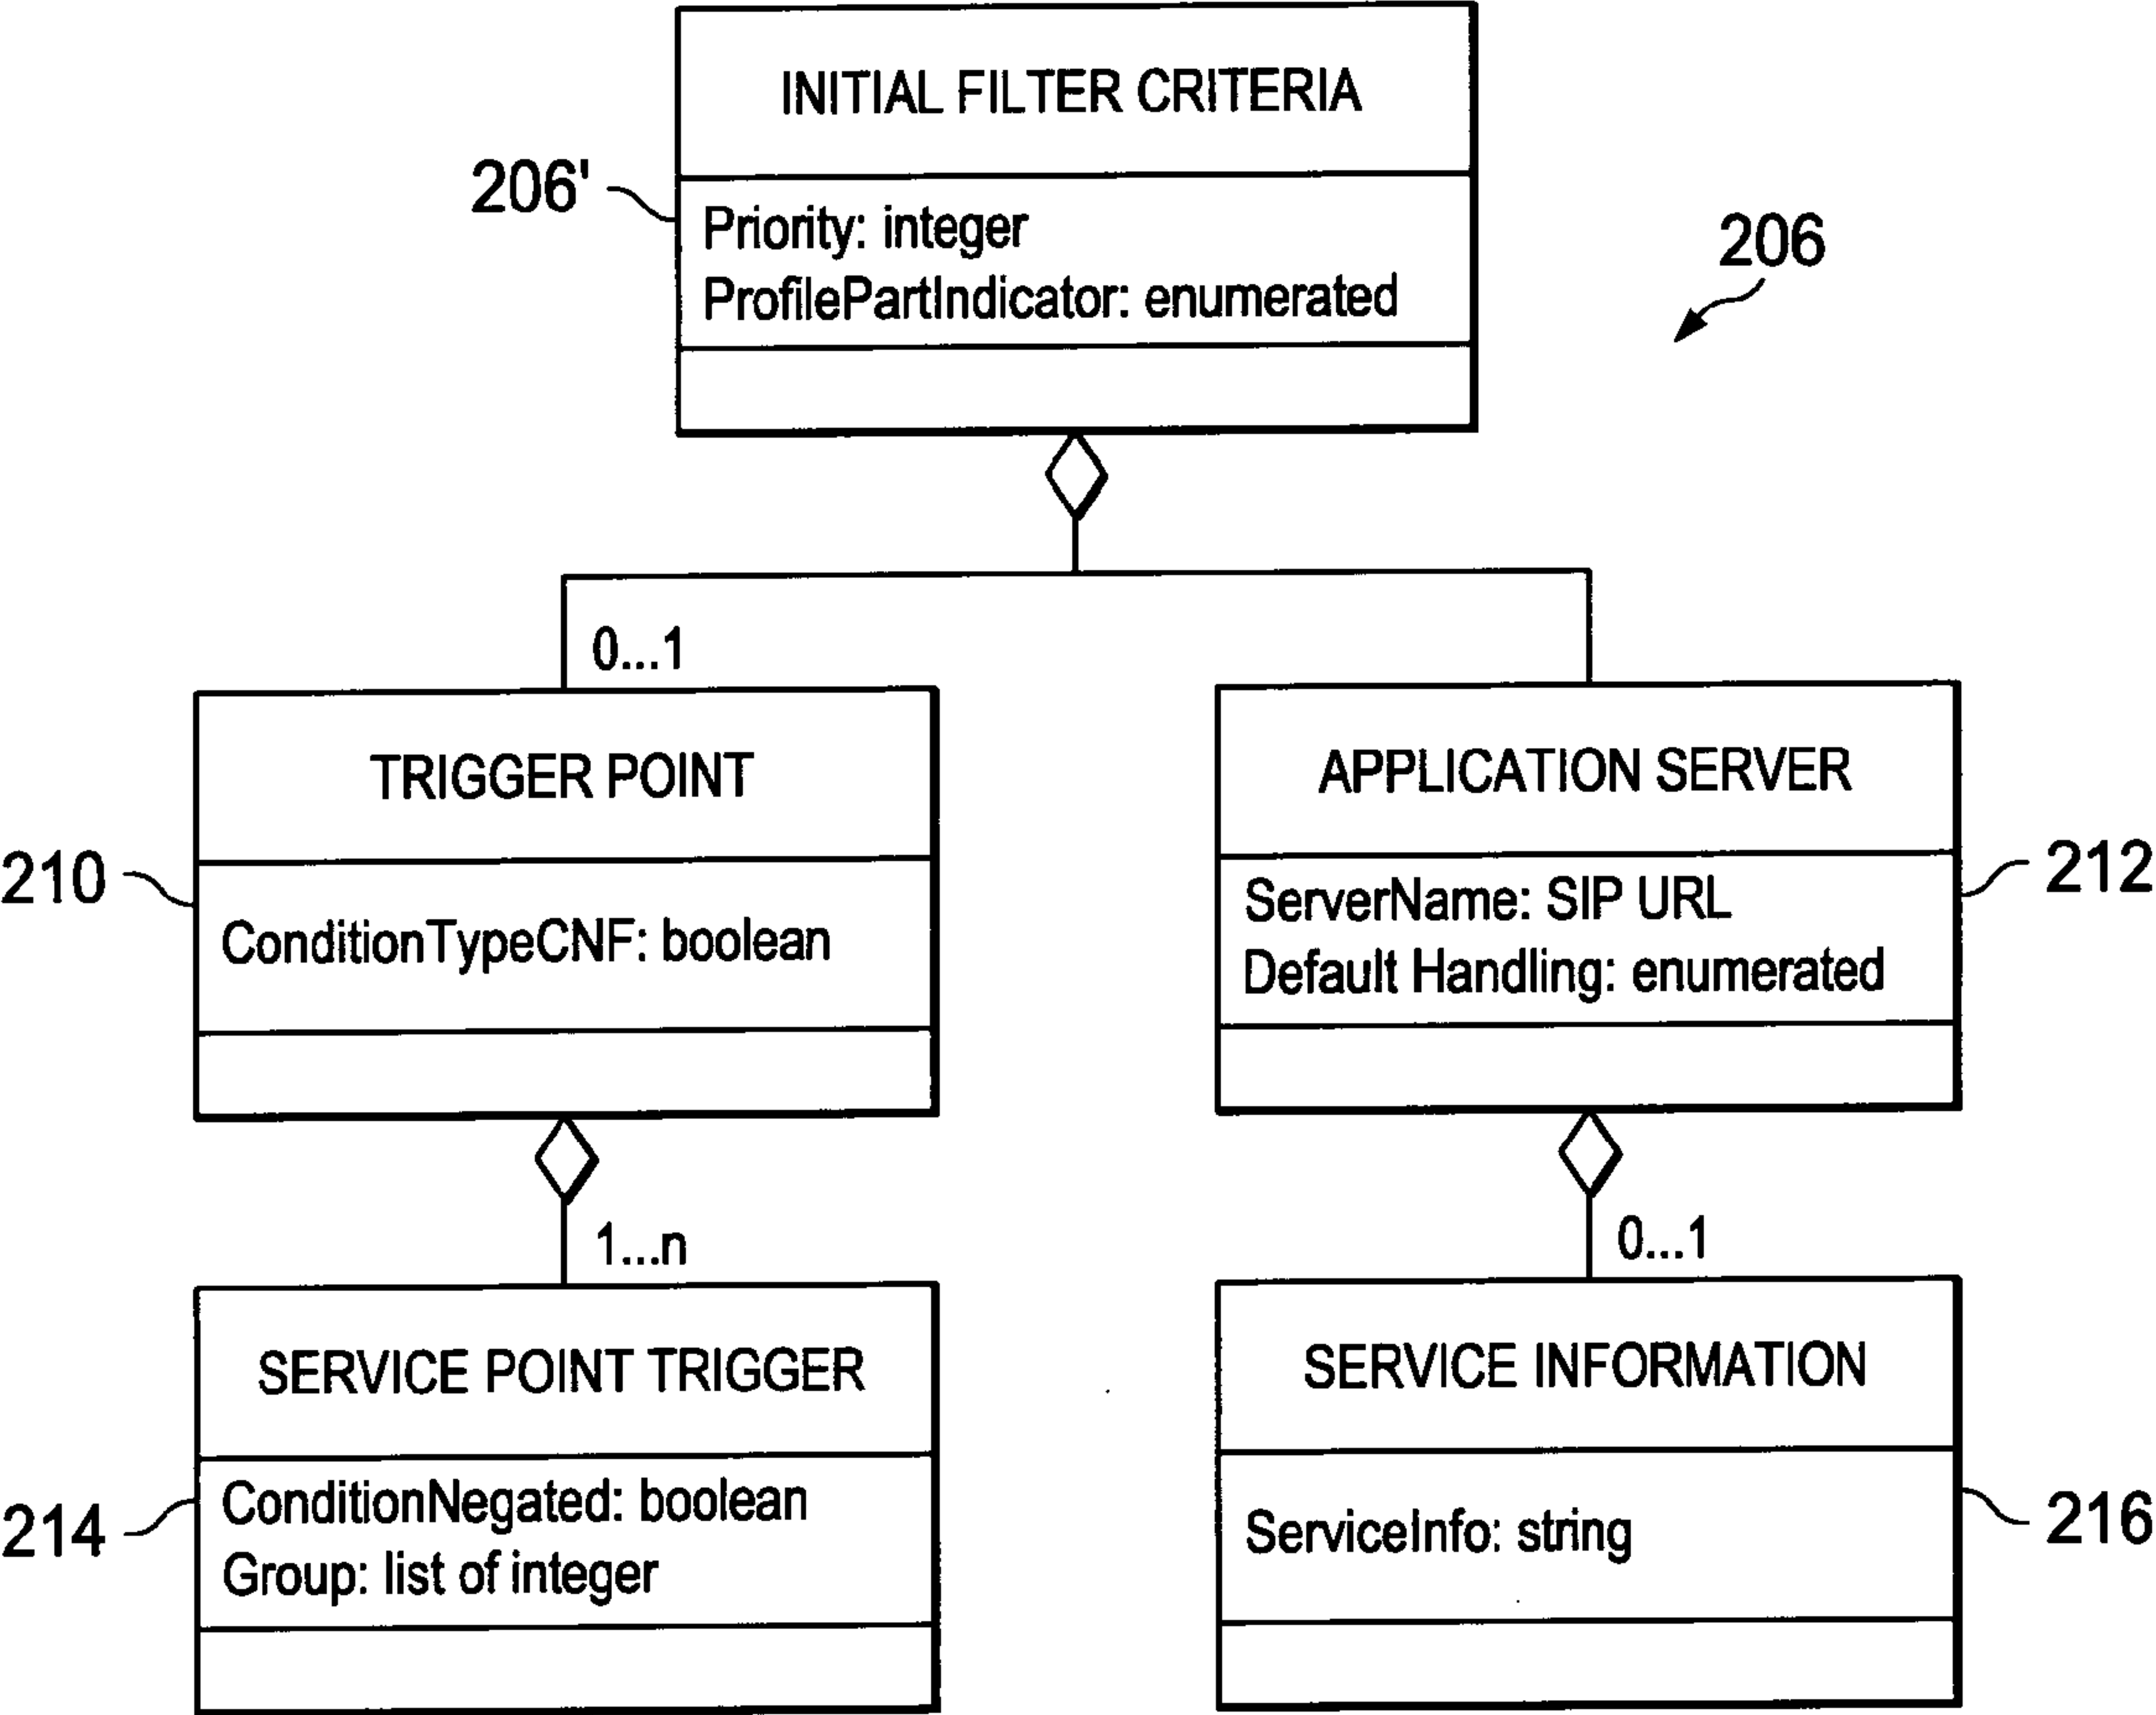 INITIAL FILTER CRITERIA
206'
Priority: integer
ProfilePartIndicator: enumerated
206
0...1
TRIGGER POINT
210
ConditionTypeCNF: boolean
APPLICATION SERVER
212
ServerName: SIP URL
Default Handling: enumerated
1...n
0...1
SERVICE POINT TRIGGER
214
ConditionNegated: boolean
Group: list of integer
SERVICE INFORMATION
216
ServiceInfo: string